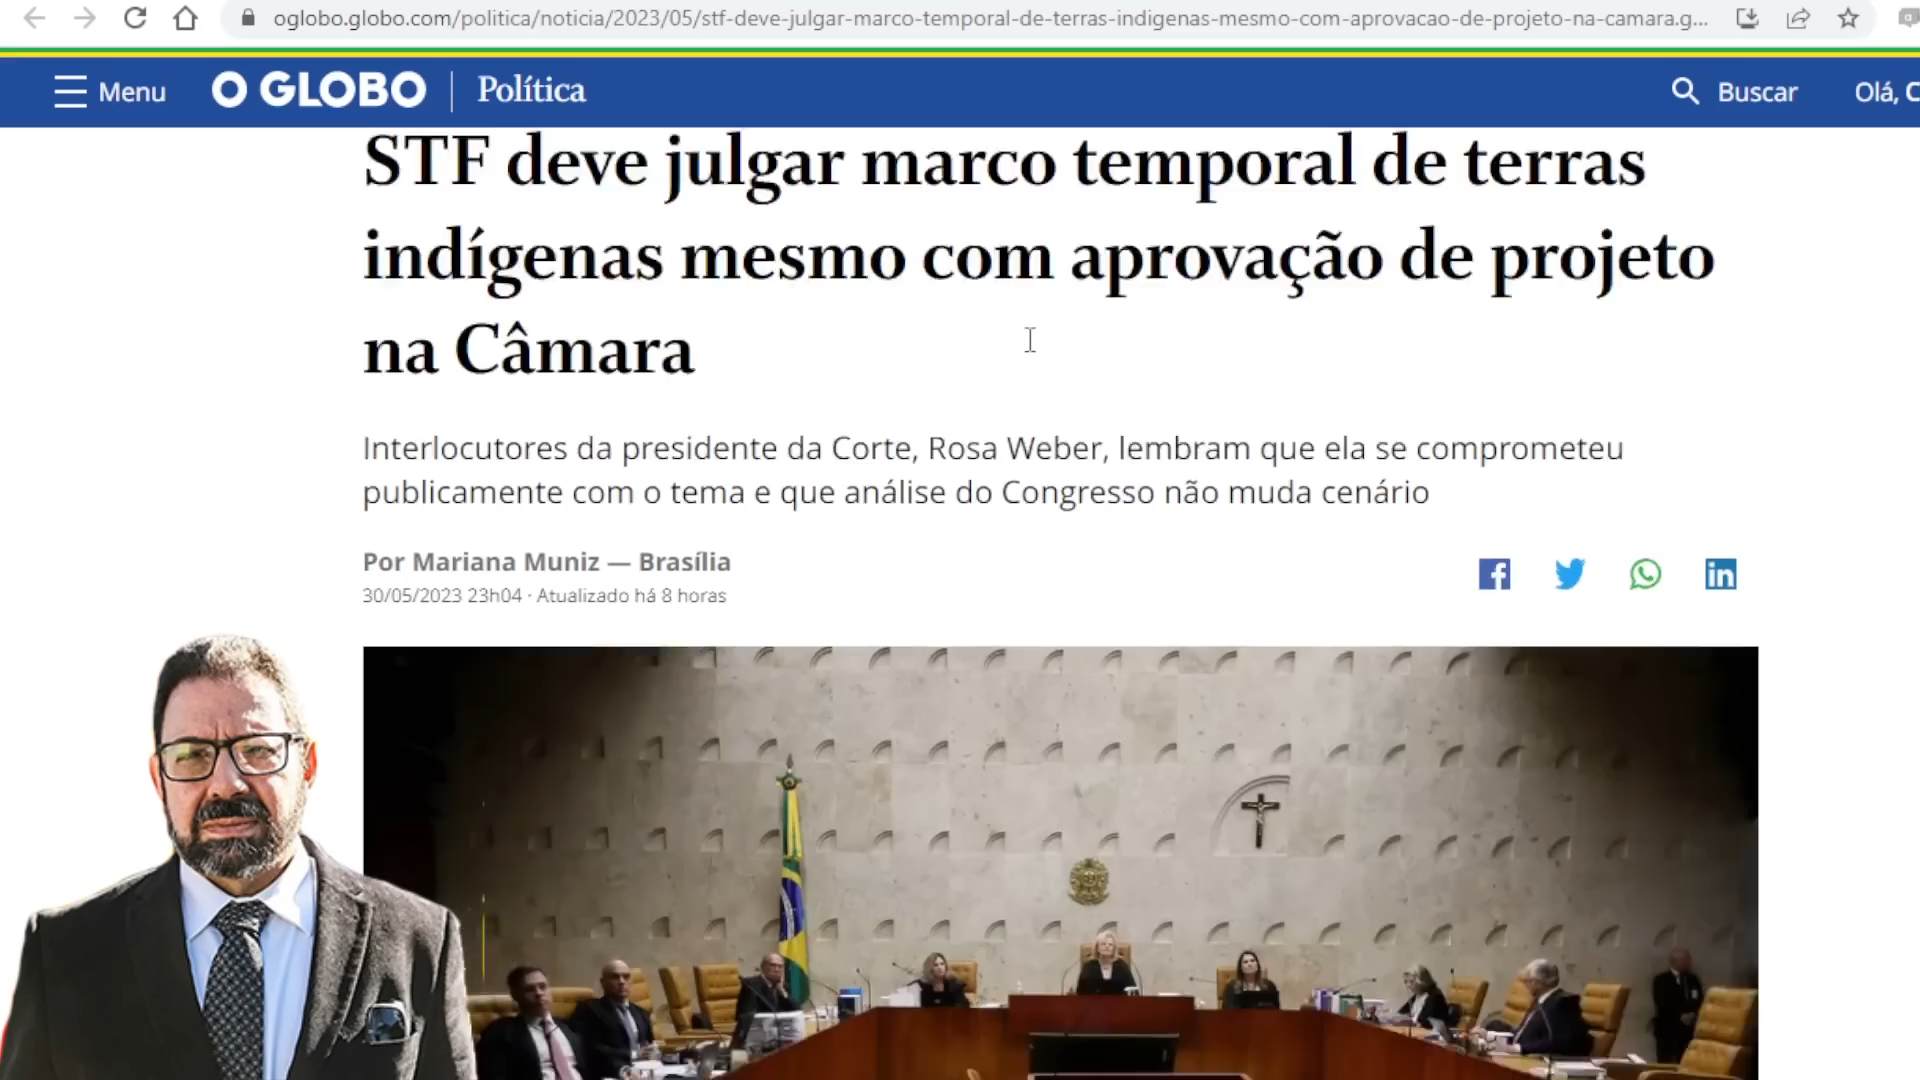 oglobo.globo.com/politica/noticia/2023/05/stf-deve-julgar-marco-temporal-de-terras-indigenas-mesmo-com-aprovacao-de-projeto-na-camara.g...
Menu O GLOBO Política Buscar Olá, C
STF deve julgar marco temporal de terras
indígenas mesmo com aprovação de projeto
na Câmara
Interlocutores da presidente da Corte, Rosa Weber, lembram que ela se comprometeu
publicamente com o tema e que análise do Congresso não muda cenário
Por Mariana Muniz — Brasília
30/05/2023 23h04 · Atualizado há 8 horas